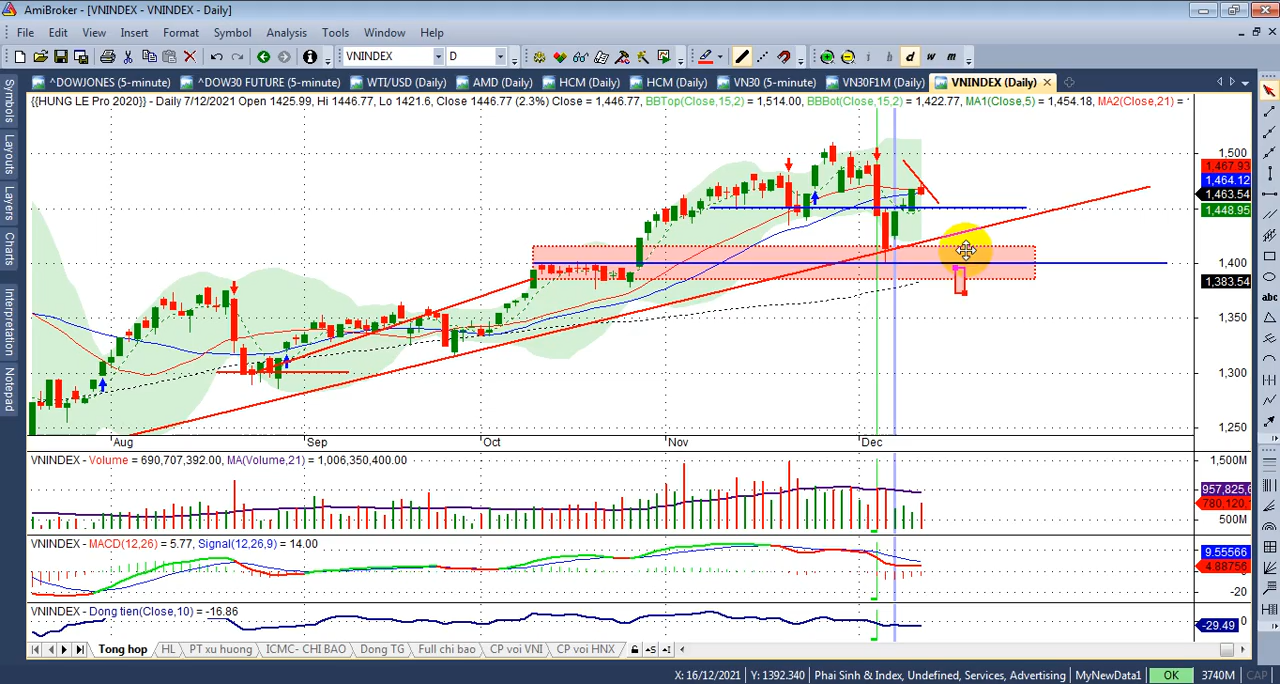 AmiBroker - [VNINDEX - VNINDEX - Daily]
File Edit View Insert Format Symbol Analysis Tools Window Help
VNINDEX D
i h d w m
^DOWJONES (5-minute) ^DOW30 FUTURE (5-minute) WTI/USD (Daily) AMD (Daily) HCM (Daily) HCM (Daily) VN30 (5-minute) VN30F1M (Daily) VNINDEX (Daily)
{{HUNG LE Pro 2020}} - Daily 7/12/2021 Open 1425.99, Hi 1446.77, Lo 1421.6, Close 1446.77 (2.3%) Close = 1,446.77, BBTop(Close,15,2) = 1,514.00, BBBot(Close,15,2) = 1,422.77, MA1(Close,5) = 1,454.18, MA2(Close,21) =
Symbols
Layouts
Layers
Charts
Interpretation
Notepad
1,500
1,467.93
1,464.12
1,463.54
1,448.95
1,400
1,383.54
1,350
1,300
1,250
abc
Aug Sep Oct Nov Dec
VNINDEX - Volume = 690,707,392.00, MA(Volume,21) = 1,006,350,400.00
1,500M
957,825,6
780,120,
500M
VNINDEX - MACD(12,26) = 5.77, Signal(12,26,9) = 14.00
9.55566
4.88756
-20
VNINDEX - Dong tien(Close,10) = -16.86
0
-29.49
Tong hop HL PT xu huong ICMC- CHI BAO Dong TG Full chi bao CP voi VNI CP voi HNX
X: 16/12/2021 Y: 1392.340 Phai Sinh & Index, Undefined, Services, Advertising MyNewData1 OK 3740M CAP